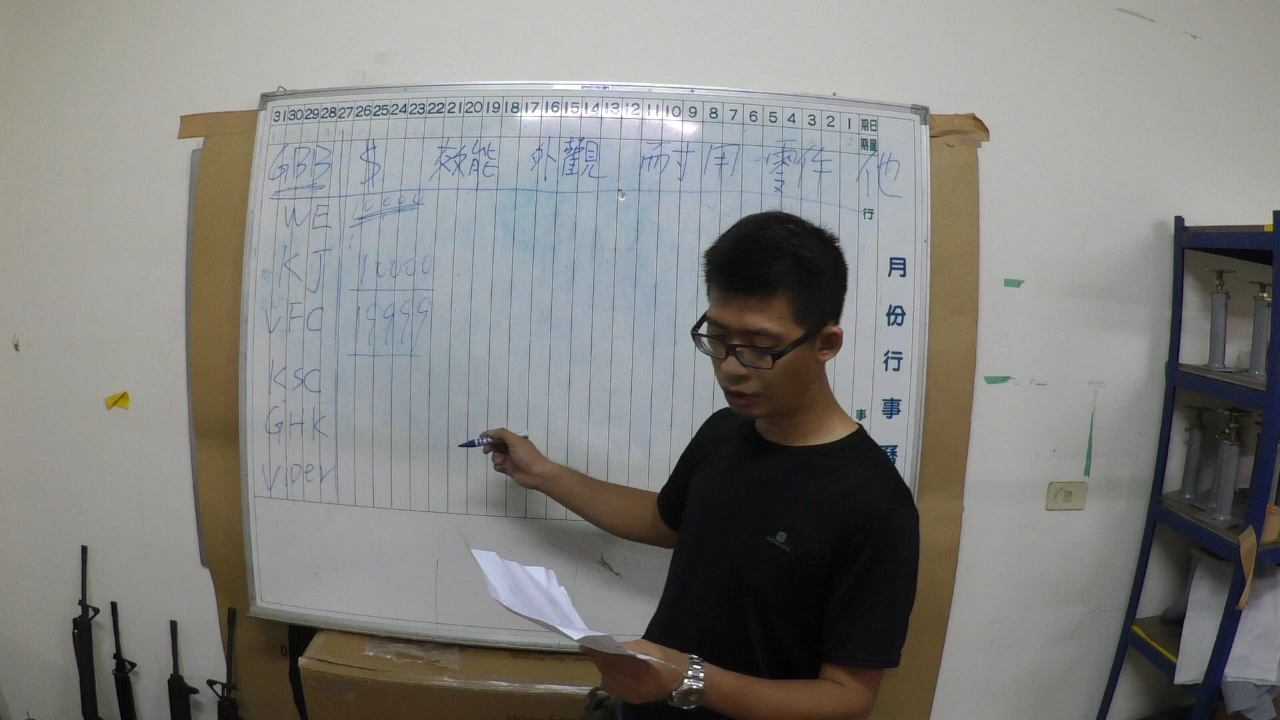 31 30 29 28 27 26 25 24 23 22 21 20 19 18 17 16 15 14 13 12 11 10 9 8 7 6 5 4 3 2 1 期日
期星
GBB $ 效能 外觀 耐用 零件 他
WE 10000
行
KJ 10000
VFC 19999
KSC
GHK
Viper
事
月份行事曆